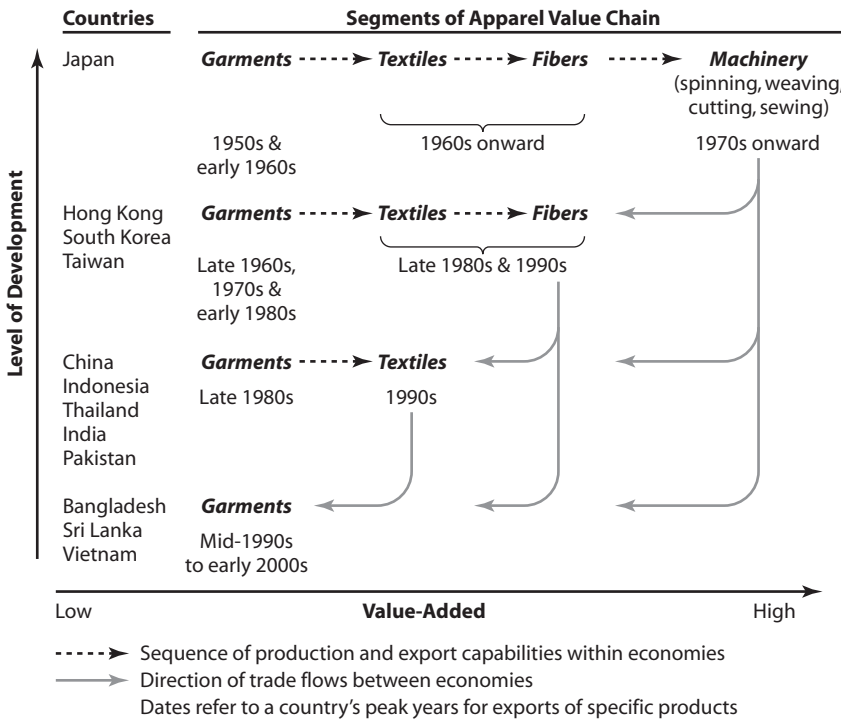 Countries
Segments of Apparel Value Chain
Level of Development
Japan
Garments
Textiles
Fibers
Machinery
(spinning, weaving,
cutting, sewing)
1950s &
early 1960s
1960s onward
1970s onward
Hong Kong
South Korea
Taiwan
Garments
Textiles
Fibers
Late 1960s,
1970s &
early 1980s
Late 1980s & 1990s
China
Indonesia
Thailand
India
Pakistan
Garments
Textiles
Late 1980s
1990s
Bangladesh
Sri Lanka
Vietnam
Garments
Mid-1990s
to early 2000s
Low
Value-Added
High
Sequence of production and export capabilities within economies
Direction of trade flows between economies
Dates refer to a country's peak years for exports of specific products